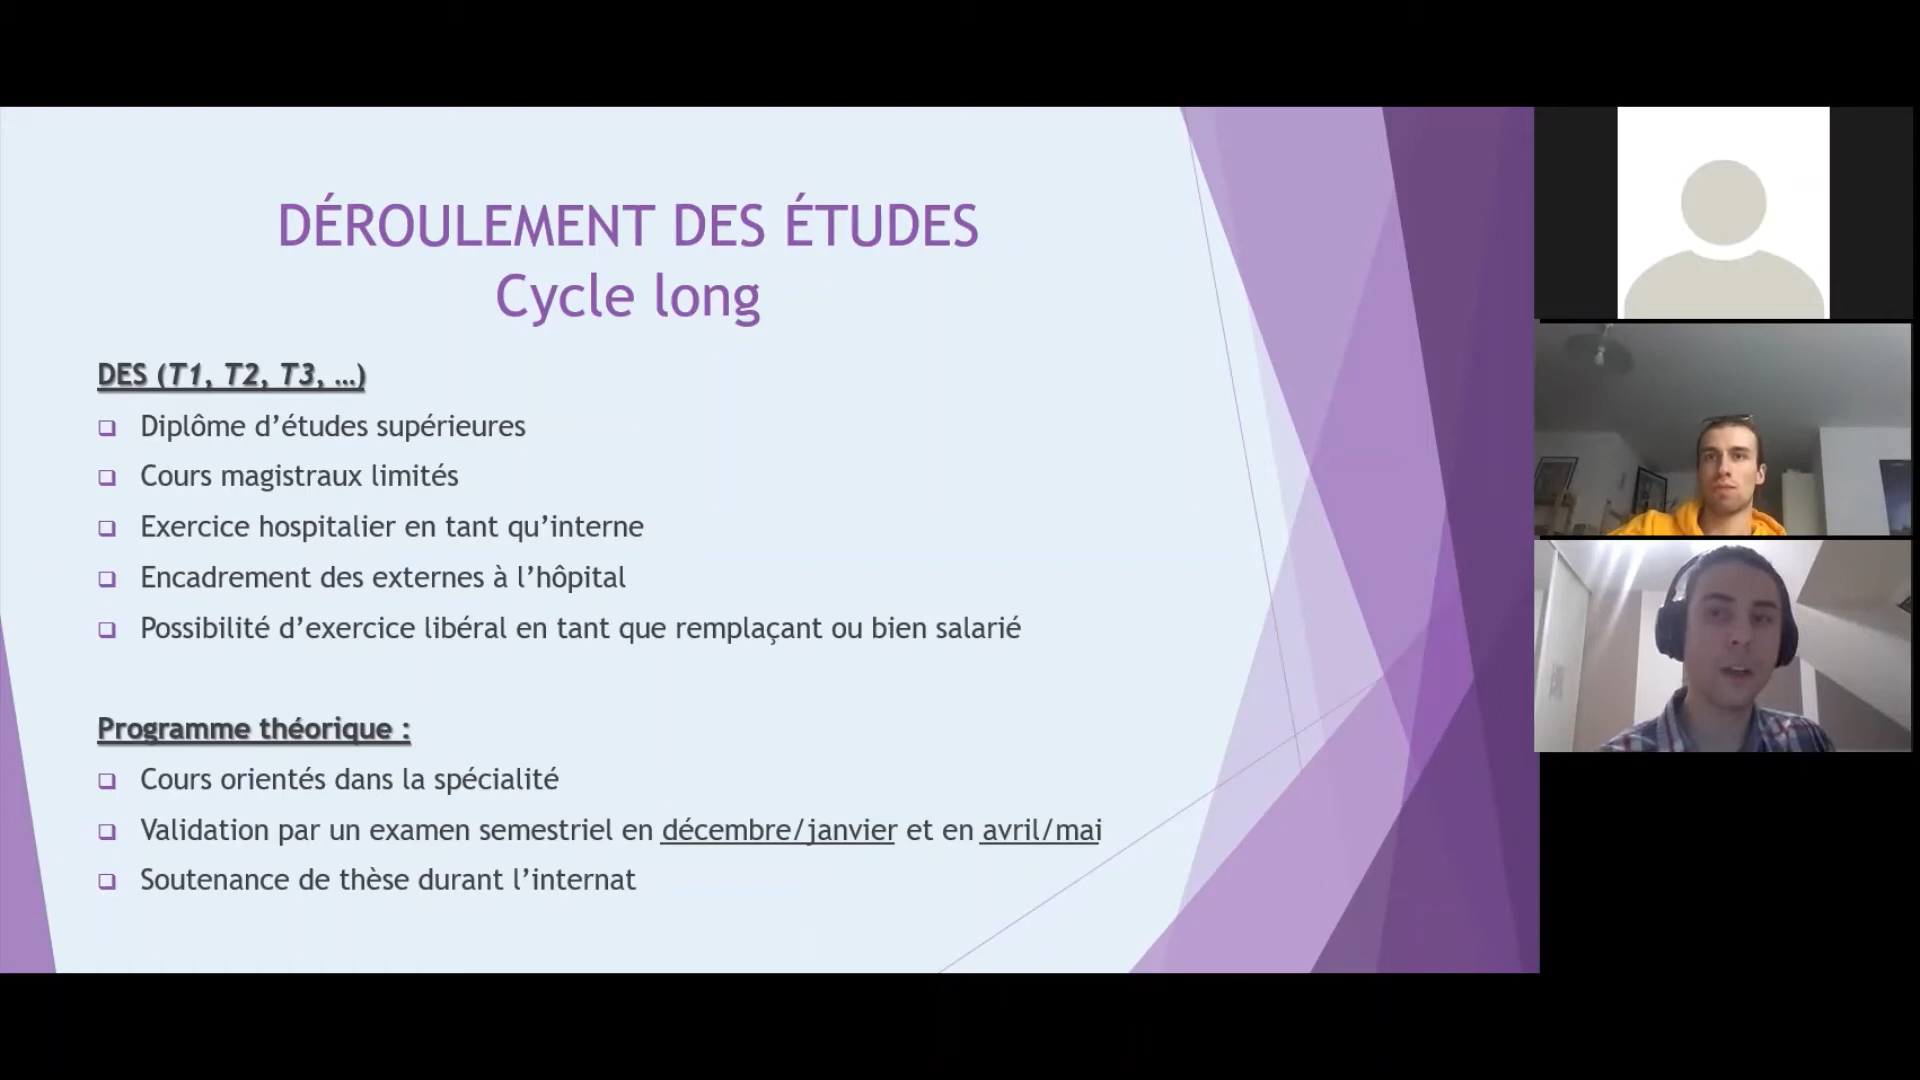 DÉROULEMENT DES ÉTUDES
Cycle long
DES (T1, T2, T3, …)
Diplôme d’études supérieures
Cours magistraux limités
Exercice hospitalier en tant qu’interne
Encadrement des externes à l’hôpital
Possibilité d’exercice libéral en tant que remplaçant ou bien salarié
Programme théorique :
Cours orientés dans la spécialité
Validation par un examen semestriel en décembre/janvier et en avril/mai
Soutenance de thèse durant l’internat